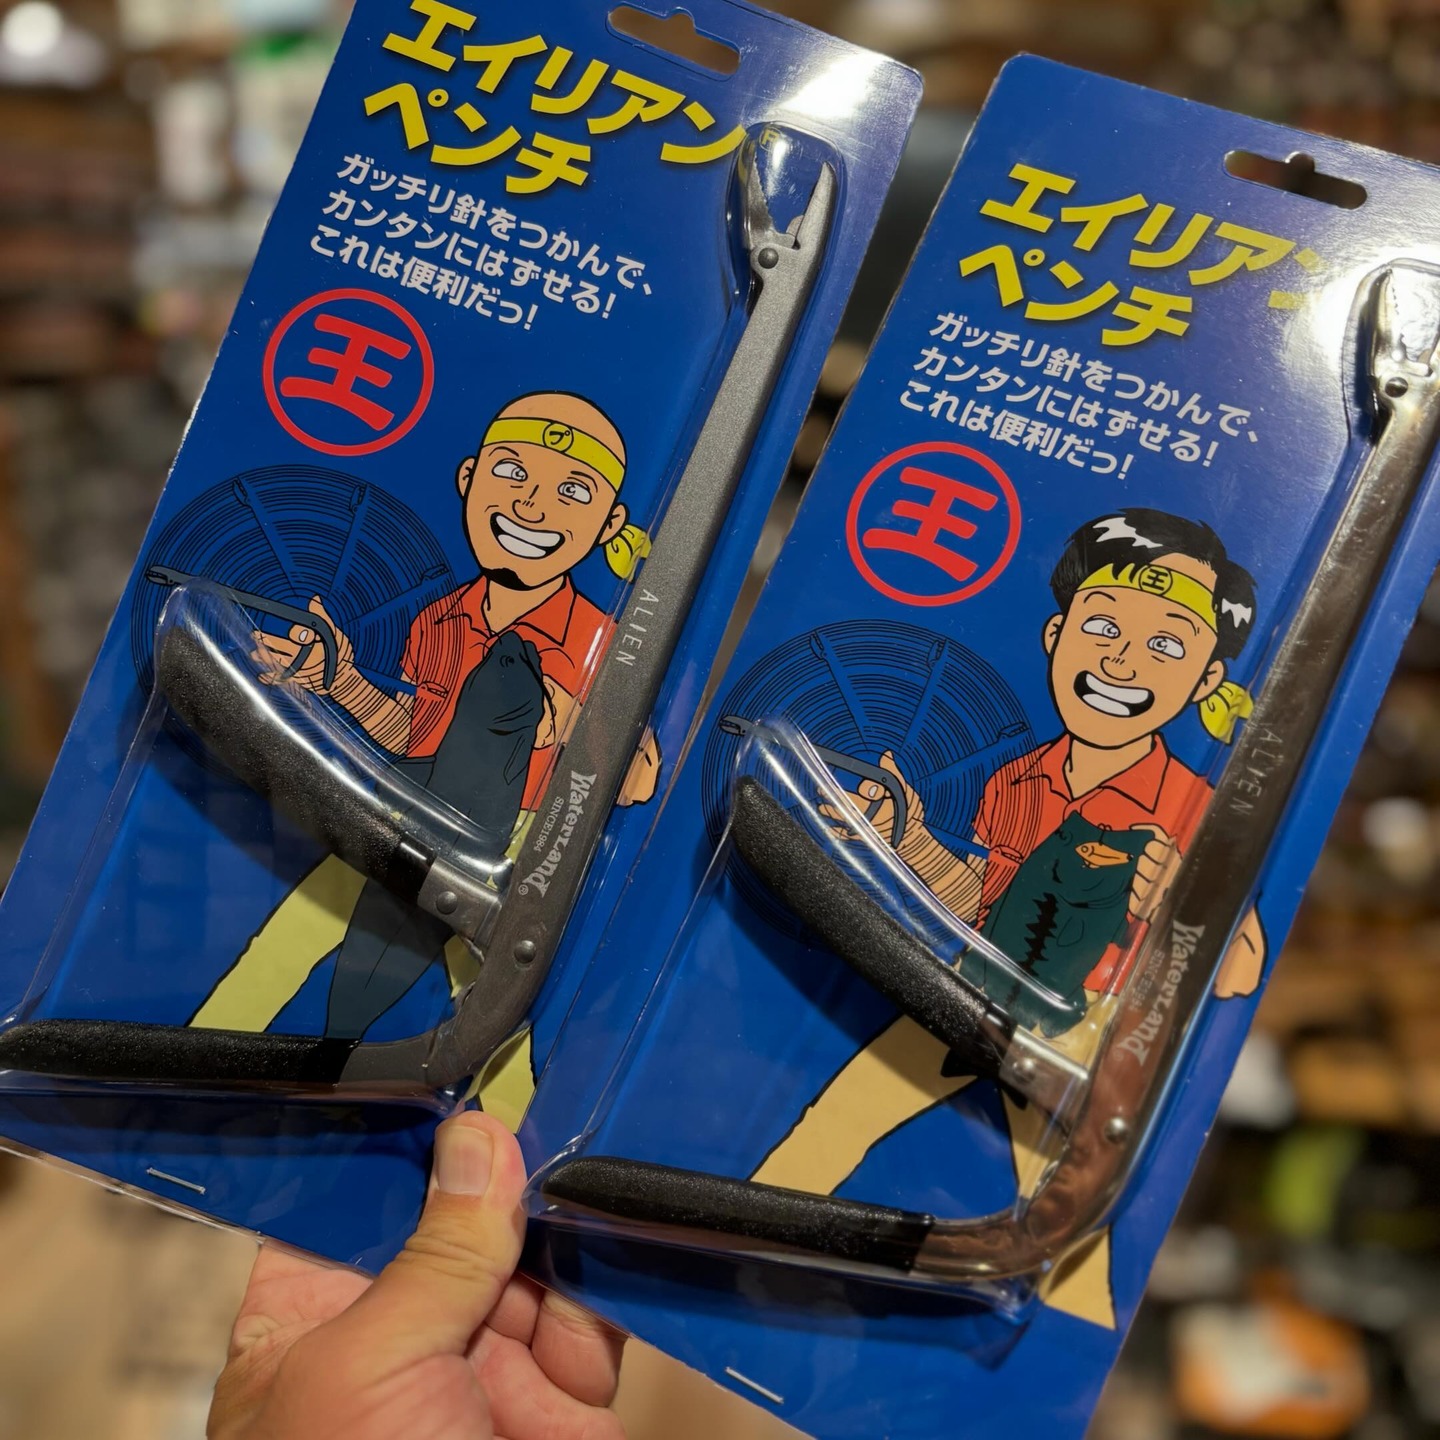 エイリアン®
ペンチ
ガッチリ針をつかんで、
カンタンにはずせる!
これは便利だっ!
王
プ
ALIEN
WaterLand®
SINCE1984
エイリアン
ペンチ
ガッチリ針をつかんで、
カンタンにはずせる!
これは便利だっ!
王
王
ALIEN
WaterLand
SINCE1984